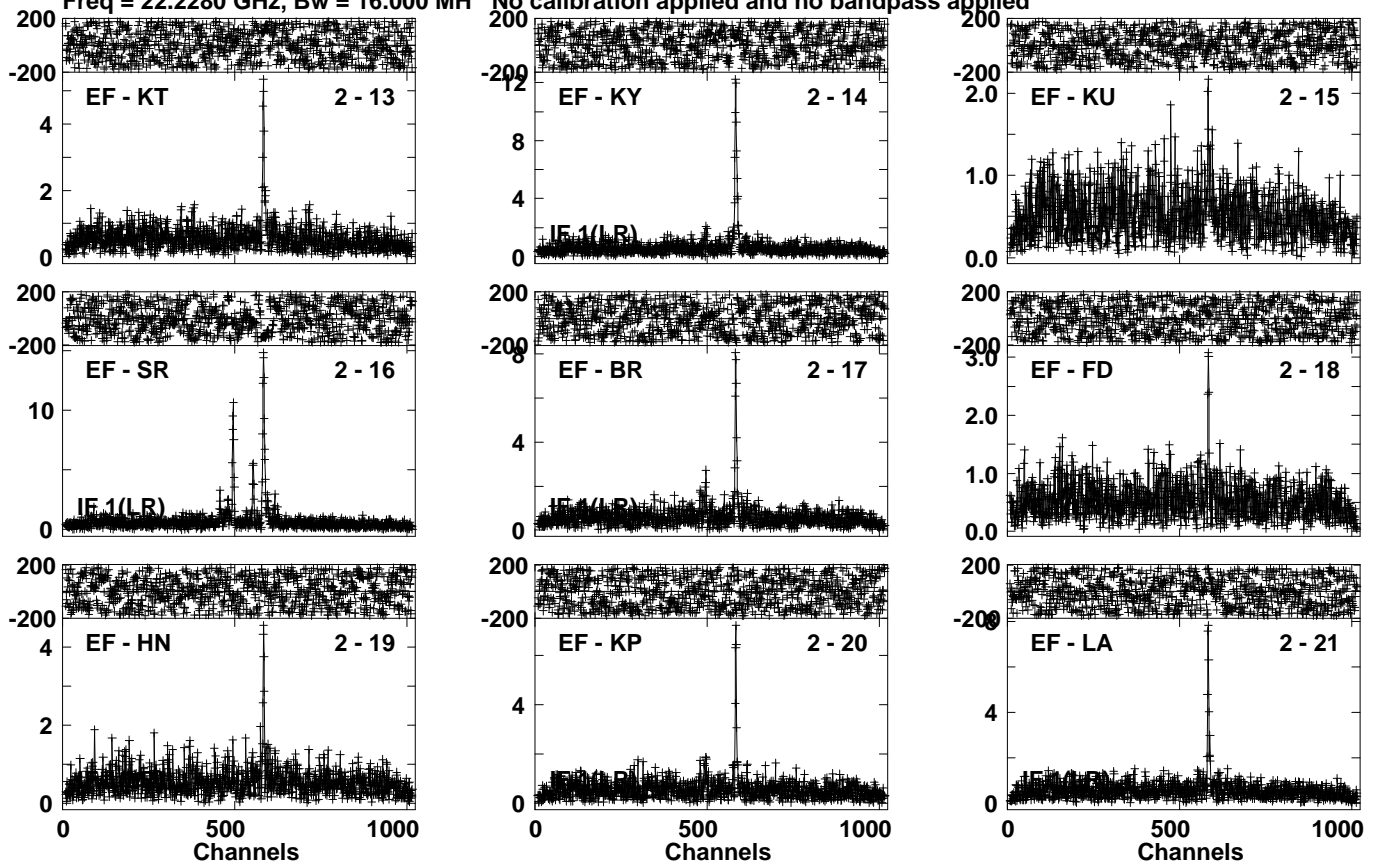 Freq = 22.2280 GHz, Bw = 16.000 MH No calibration applied and no bandpass applied
200 200 200
-200 -200 -200
EF - KT 2 - 13
4
2
0
EF - KY 2 - 14
12
8
4
0
IF 1(LR)
EF - KU 2 - 15
2.0
1.0
0.0
200 200 200
-200 -200 -200
EF - SR 2 - 16
10
0
IF 1(LR)
EF - BR 2 - 17
8
4
0
IF 1(LR)
EF - FD 2 - 18
3.0
2.0
1.0
0.0
200 200 200
-200 -200 -200
EF - HN 2 - 19
4
2
0
EF - KP 2 - 20
4
0
IF 1(LR)
EF - LA 2 - 21
8
4
0
IF 1(LR)
0 500 1000 0 500 1000 0 500 1000
Channels Channels Channels